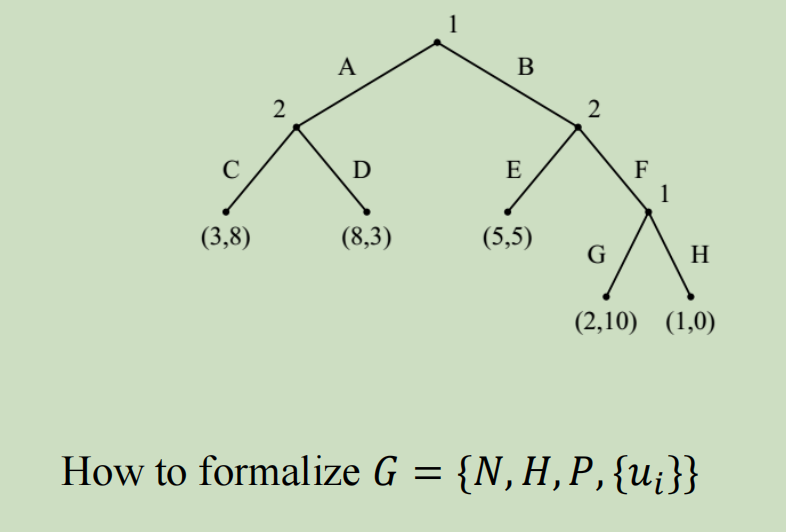 1
A B
2 2
C D E F
1
(3,8) (8,3) (5,5)
G H
(2,10) (1,0)
How to formalize G = {N, H, P, {u_i}}